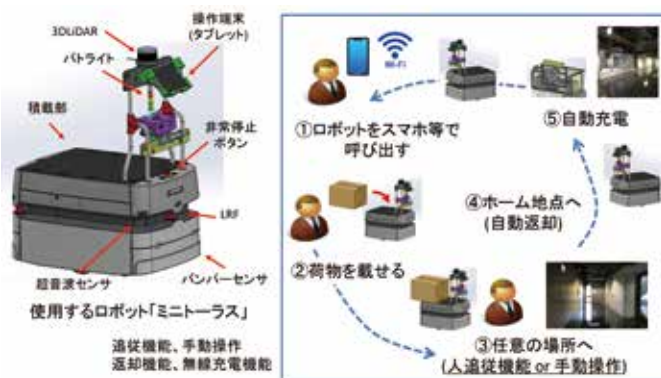 操作端末
(タブレット)
3DLiDAR
パトライト
積載部
非常停止
ボタン
LRF
超音波センサ
バンパーセンサ
使用するロボット「ミニトーラス」
追従機能、手動操作
返却機能、無線充電機能
Wi-Fi
①ロボットをスマホ等で
呼び出す
⑤自動充電
④ホーム地点へ
(自動返却)
②荷物を載せる
③任意の場所へ
(人追従機能 or 手動操作)